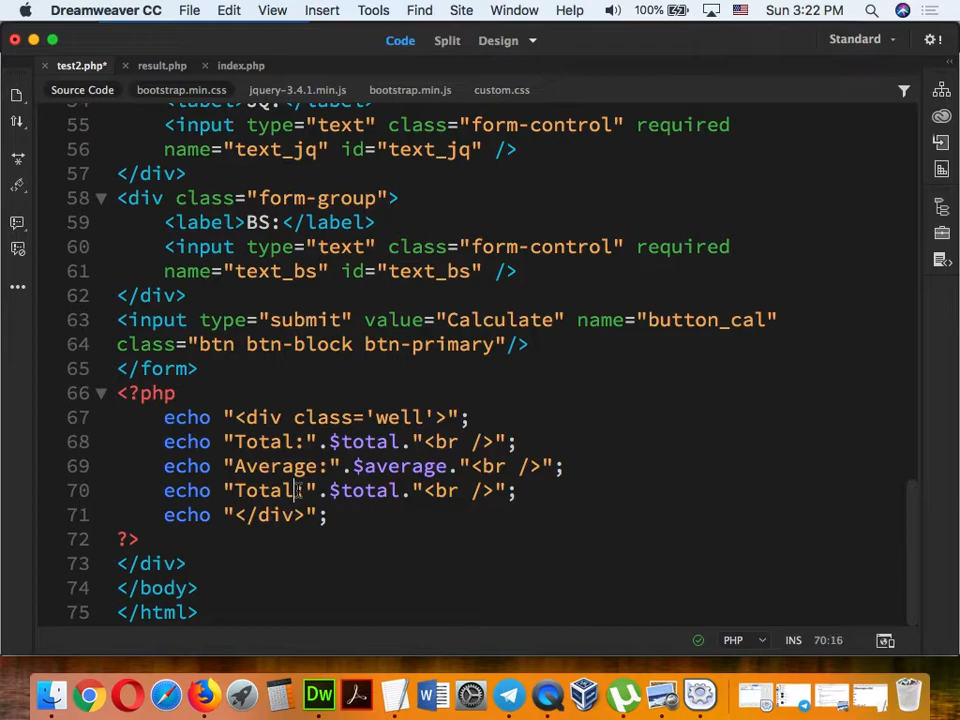 Dreamweaver CC File Edit View Insert Tools Find Site Window Help 100% Sun 3:22 PM
Code Split Design Standard
test2.php* result.php index.php
Source Code bootstrap.min.css jquery-3.4.1.min.js bootstrap.min.js custom.css
55 <input type="text" class="form-control" required
56 name="text_jq" id="text_jq" />
57 </div>
58 <div class="form-group">
59 <label>BS:</label>
60 <input type="text" class="form-control" required
61 name="text_bs" id="text_bs" />
62 </div>
63 <input type="submit" value="Calculate" name="button_cal"
64 class="btn btn-block btn-primary"/>
65 </form>
66 <?php
67 echo "<div class='well'>";
68 echo "Total:".$total."<br />";
69 echo "Average:".$average."<br />";
70 echo "Total:".$total."<br />";
71 echo "</div>";
72 ?>
73 </div>
74 </body>
75 </html>
PHP INS 70:16
Dw W